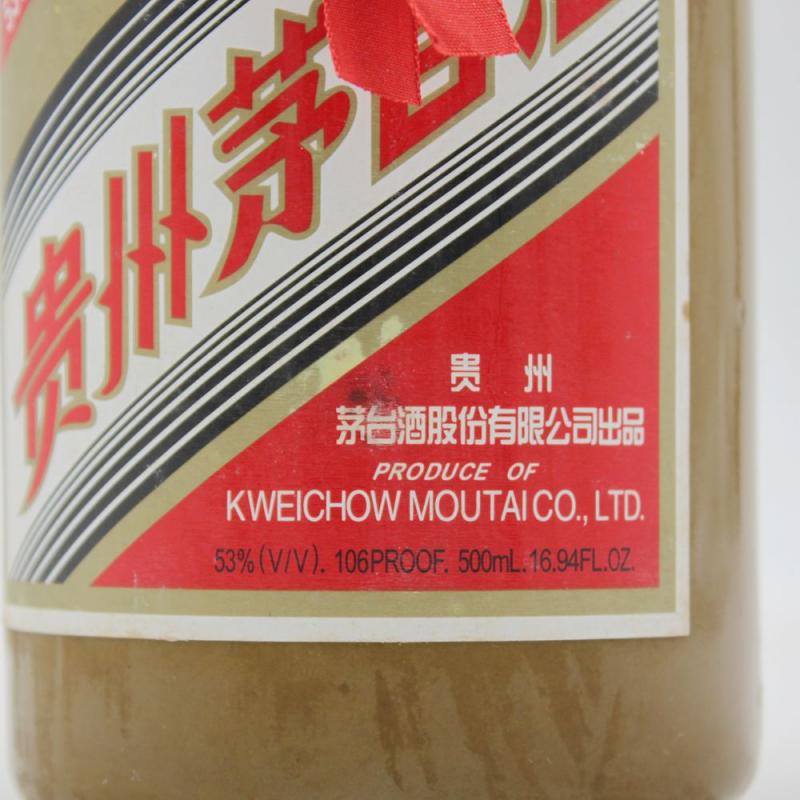 贵州茅台
贵 州
茅台酒股份有限公司出品
PRODUCE OF
KWEICHOW MOUTAI CO., LTD.
53% (V/V). 106PROOF. 500mL. 16.94FL.OZ.